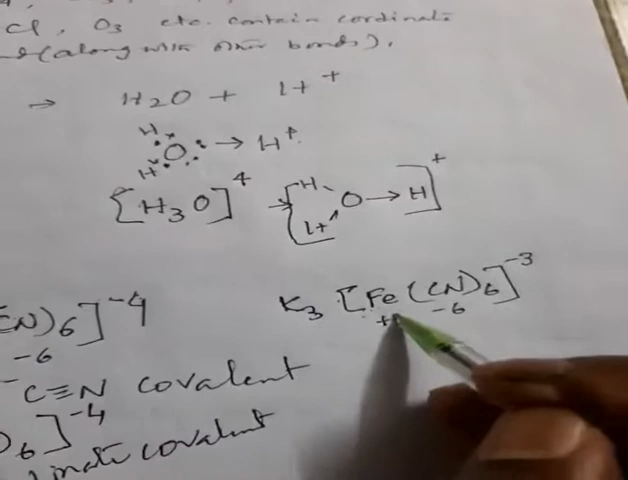 Cl, O3 etc. contain cordinate
(along with other bonds).
→ H2O + H+
H
O → H+
H
[H3O]+ → [H O → H]+
H
CN)6]-4 K3 [Fe(CN)6]-3
-6 + -6
- C≡N covalent
6]-4
covalent